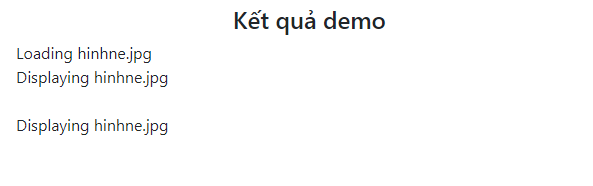 Kết quả demo
Loading hinhne.jpg
Displaying hinhne.jpg
Displaying hinhne.jpg